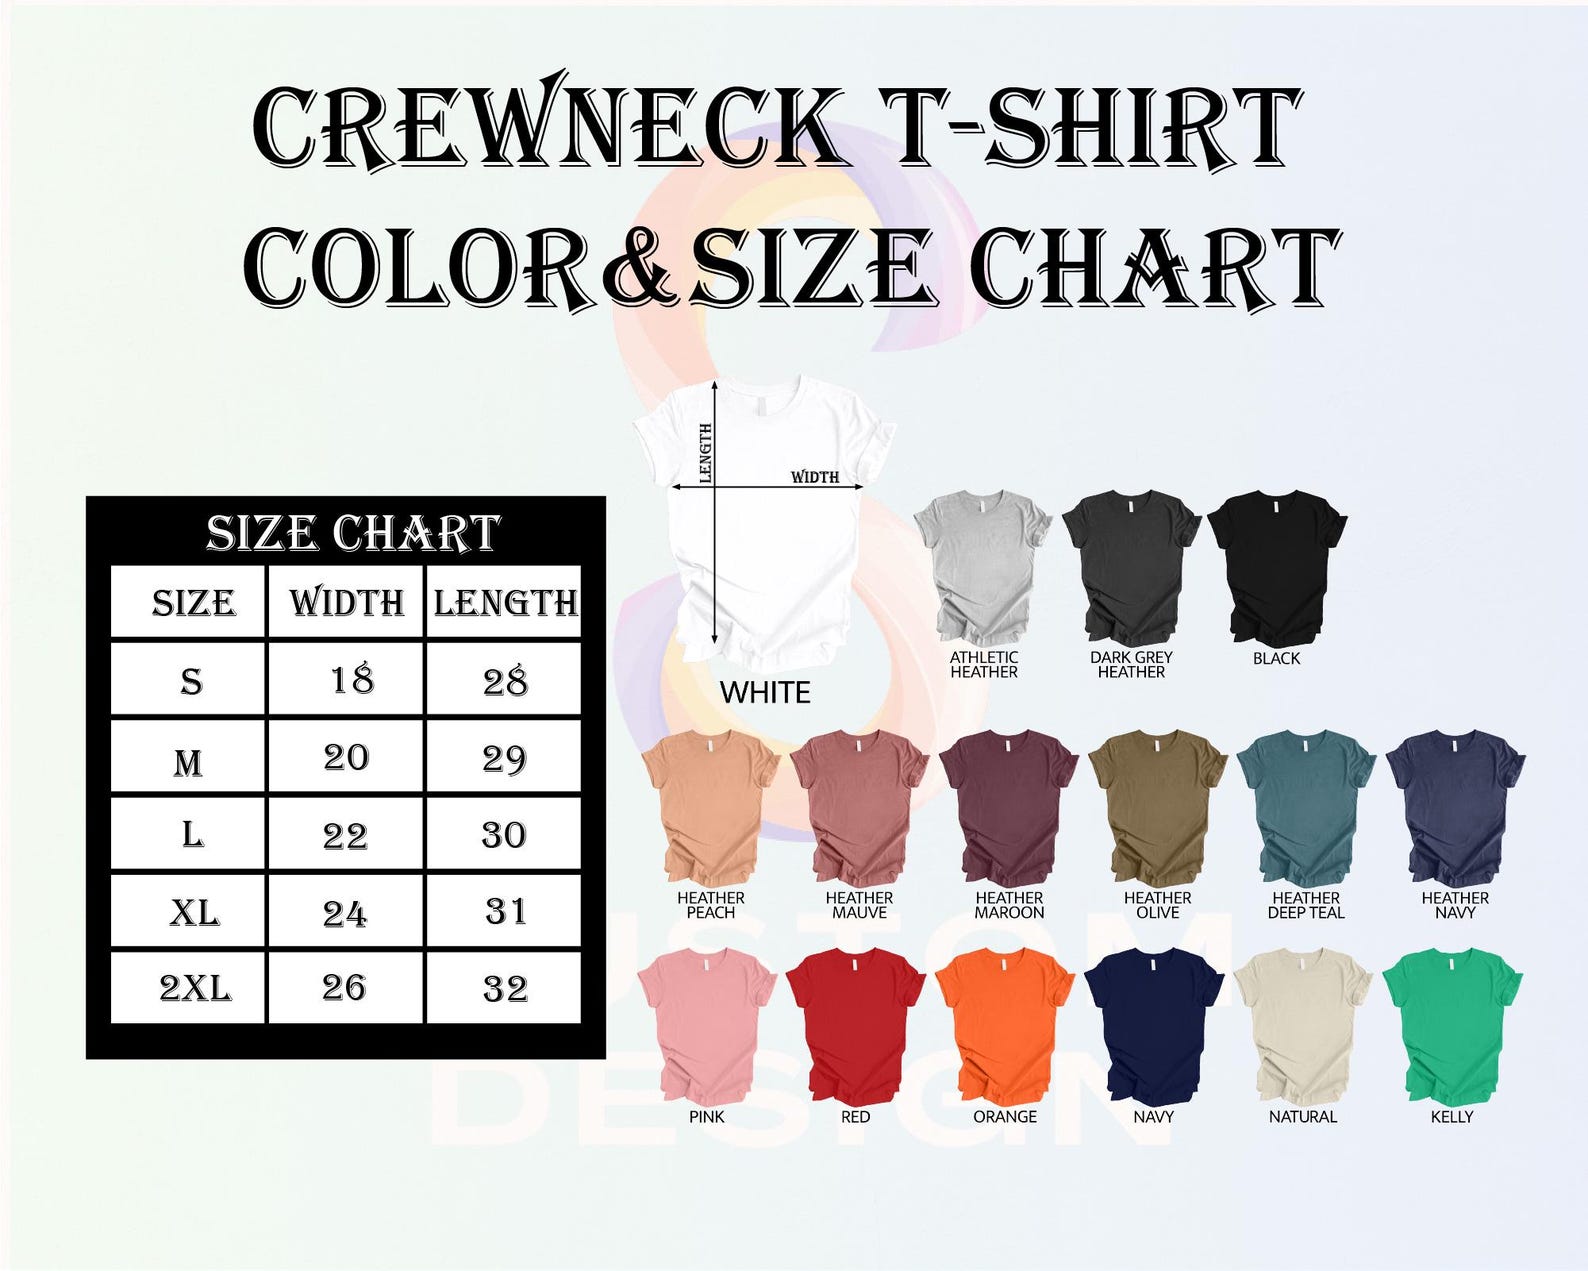 CREWNECK T-SHIRT
COLOR&SIZE CHART
LENGTH
WIDTH
WHITE
SIZE CHART
SIZE WIDTH LENGTH
S 18 28
M 20 29
L 22 30
XL 24 31
2XL 26 32
ATHLETIC
HEATHER
DARK GREY
HEATHER
BLACK
HEATHER
PEACH
HEATHER
MAUVE
HEATHER
MAROON
HEATHER
OLIVE
HEATHER
DEEP TEAL
HEATHER
NAVY
PINK
RED
ORANGE
NAVY
NATURAL
KELLY
DESIGN